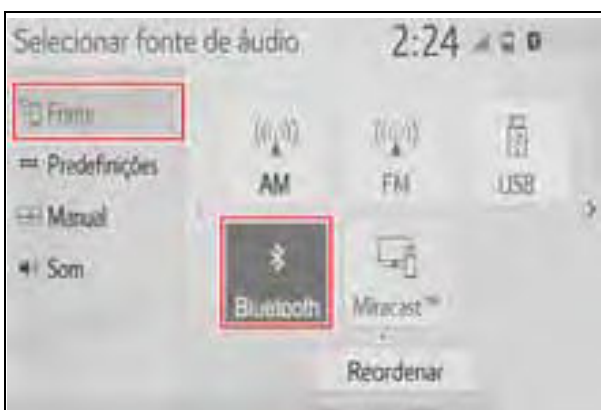 Selecionar fonte de áudio 2:24
Fonte
Predefinições
Manual
Som
AM
FM
USB
Bluetooth
Miracast™
Reordenar